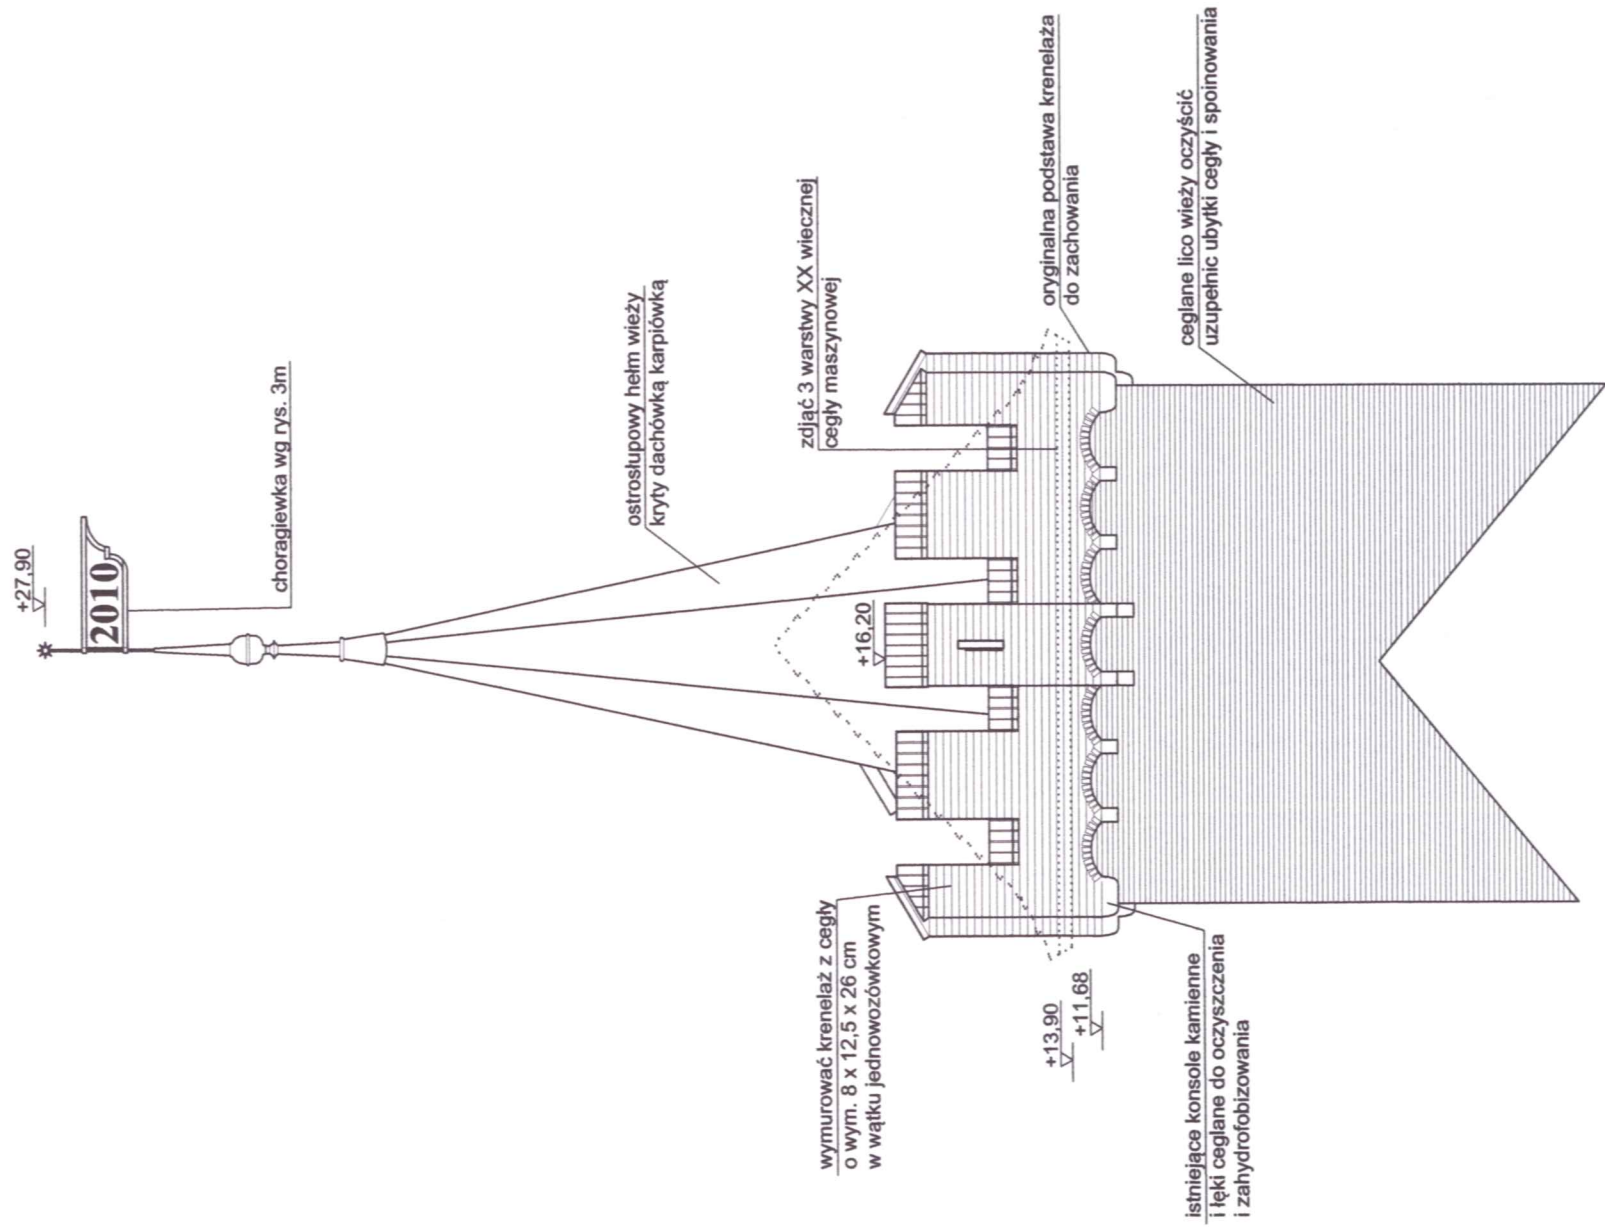 +27,90
2010
chorągiewka wg rys. 3m
ostrosłupowy hełm wieży
kryty dachówką karpiówką
zdjąć 3 warstwy XX wiecznej
cegły maszynowej
oryginalna podstawa krenelaża
do zachowania
ceglane lico wieży oczyścić
uzupełnic ubytki cegły i spoinowania
+16,20
wymurować krenelaż z cegły
o wym. 8 x 12,5 x 26 cm
w wątku jednowozówkowym
+13,90
+11,68
istniejące konsole kamienne
i łęki ceglane do oczyszczenia
i zahydrofobizowania